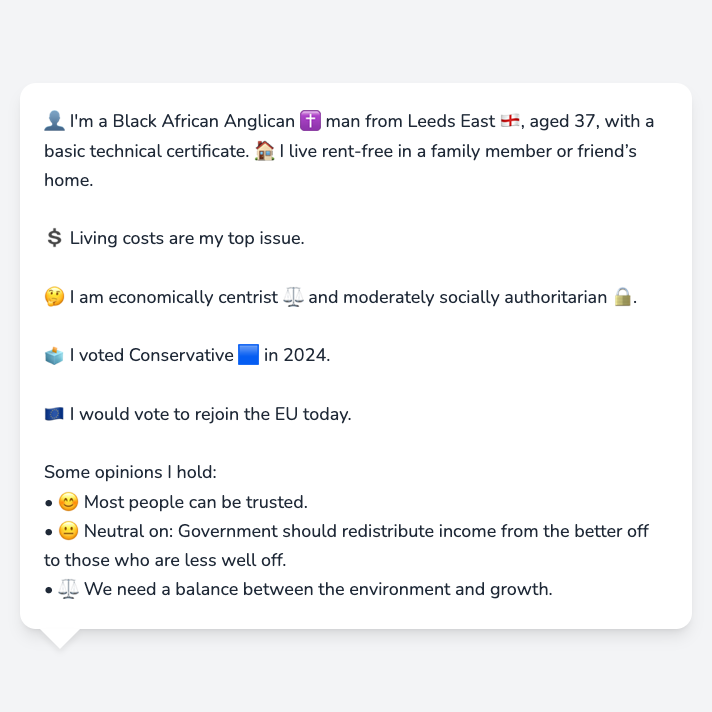 👤 I'm a Black African Anglican ✝️ man from Leeds East 🏴󠁧󠁢󠁥󠁮󠁧󠁿, aged 37, with a
basic technical certificate. 🏠 I live rent-free in a family member or friend’s
home.
💲 Living costs are my top issue.
🤔 I am economically centrist ⚖️ and moderately socially authoritarian 🔒.
🗳️ I voted Conservative 🟦 in 2024.
🇪🇺 I would vote to rejoin the EU today.
Some opinions I hold:
• 😊 Most people can be trusted.
• 😐 Neutral on: Government should redistribute income from the better off
to those who are less well off.
• ⚖️ We need a balance between the environment and growth.